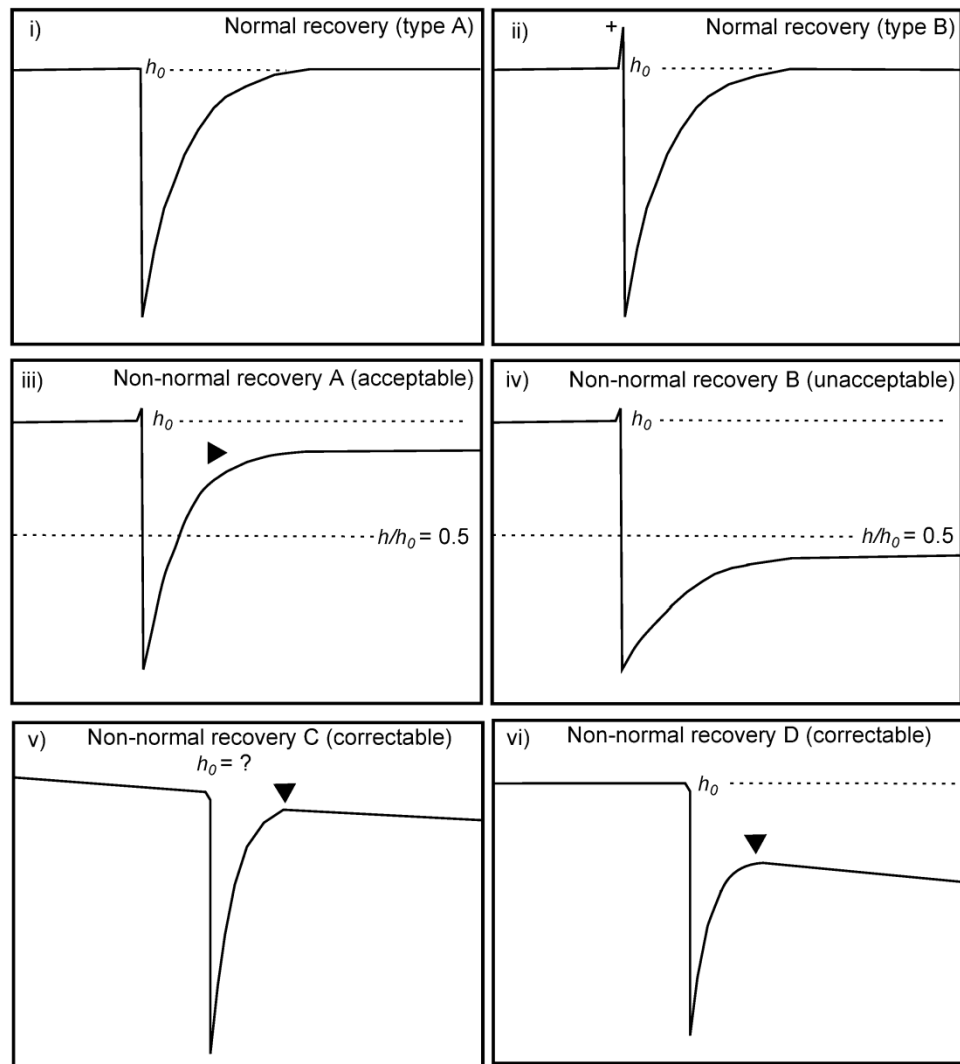 i) Normal recovery (type A)
h0
ii) Normal recovery (type B)
+
h0
iii) Non-normal recovery A (acceptable)
h0
h/h0 = 0.5
iv) Non-normal recovery B (unacceptable)
h0
h/h0 = 0.5
v) Non-normal recovery C (correctable)
h0 = ?
vi) Non-normal recovery D (correctable)
h0